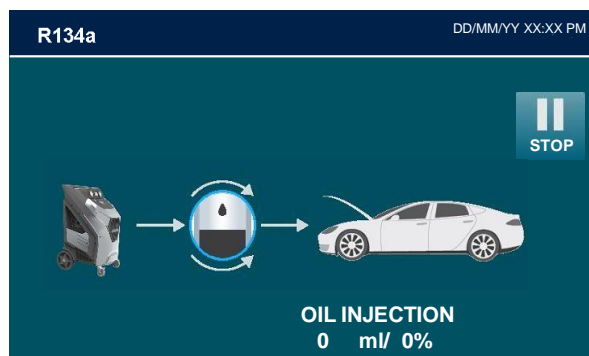 R134a
DD/MM/YY XX:XX PM
STOP
OIL INJECTION
0 ml/ 0%